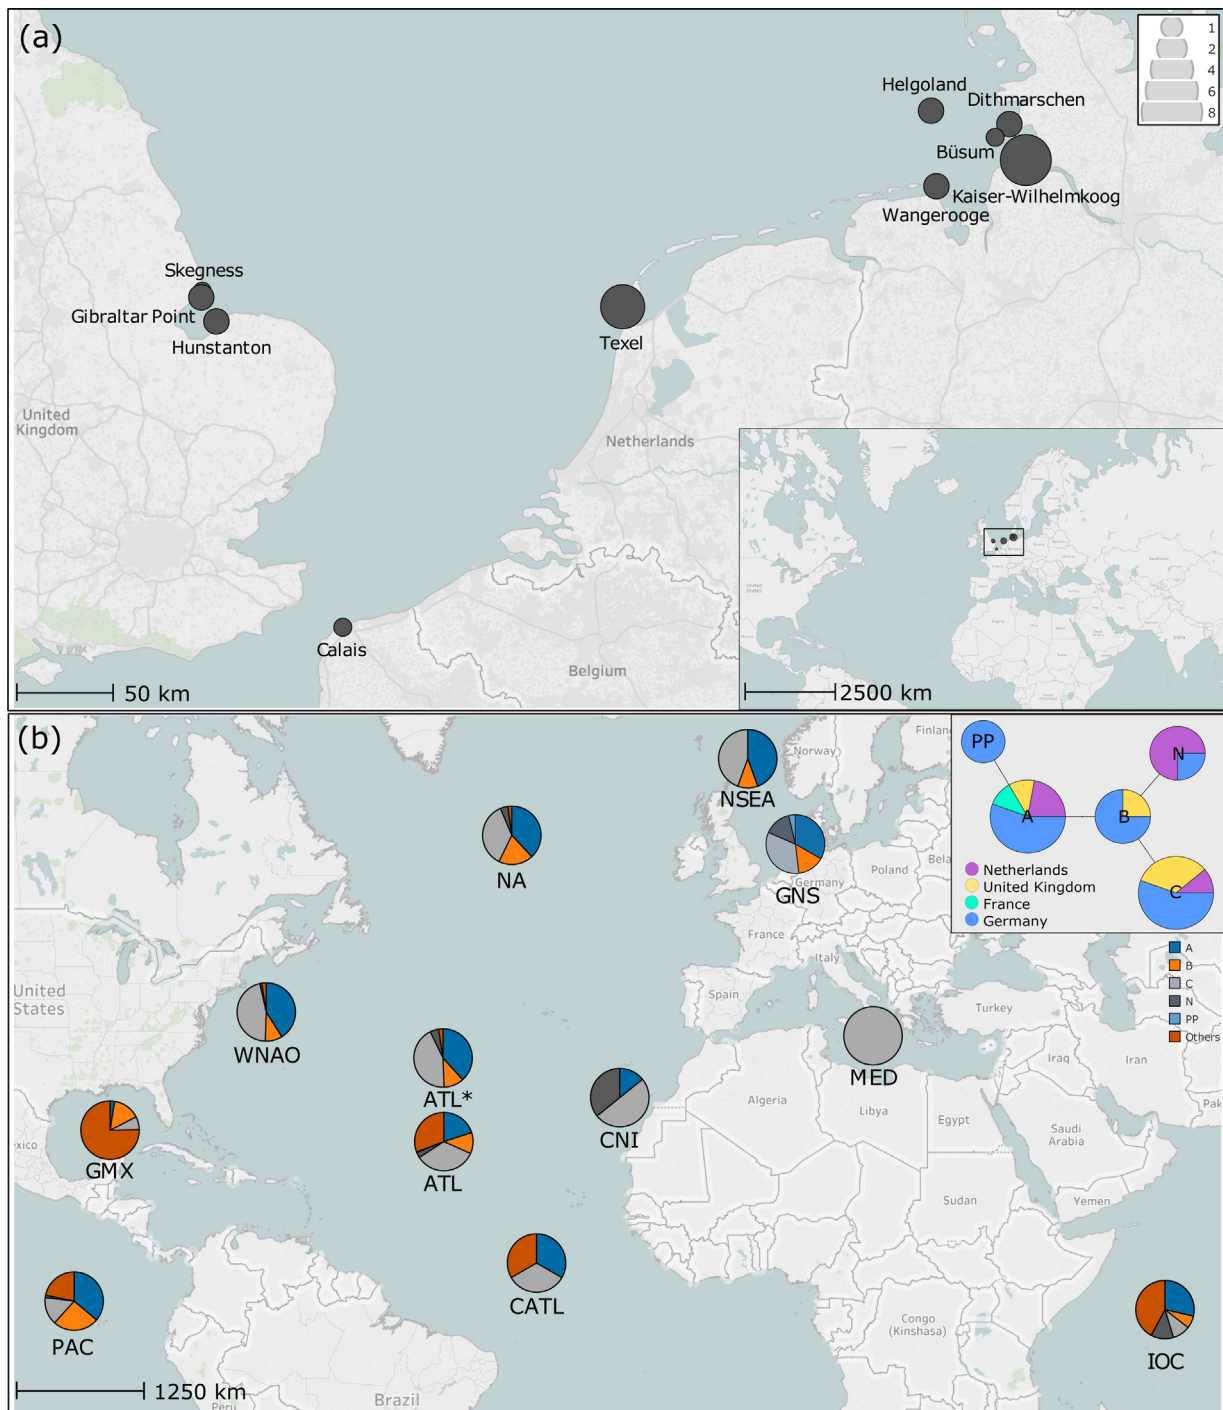 (a)
1
2
4
6
8
Helgoland
Dithmarschen
Büsum
Kaiser-Wilhelmkoog
Wangerooge
Skegness
Gibraltar Point
Hunstanton
Texel
United
Kingdom
Netherlands
Calais
Belgium
50 km
2500 km
(b)
PP
N
A
B
C
Netherlands
United Kingdom
France
Germany
NSEA
Norway
Finland
NA
GNS
Germany
Poland
France
A
B
C
N
PP
Others
United
States
Spain
Italy
Turkey
WNAO
MED
Iraq
Iran
ATL*
CNI
Algeria
Libya
Egypt
Saudi
Arabia
GMX
ATL
Sudan
Yemen
CATL
PAC
Congo
(Kinshasa)
IOC
1250 km
Brazil